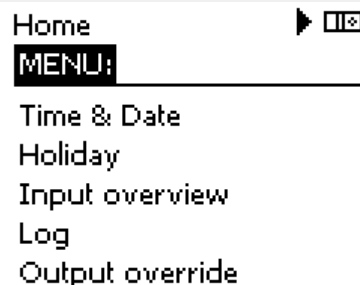 Home
MENU:
Time & Date
Holiday
Input overview
Log
Output override